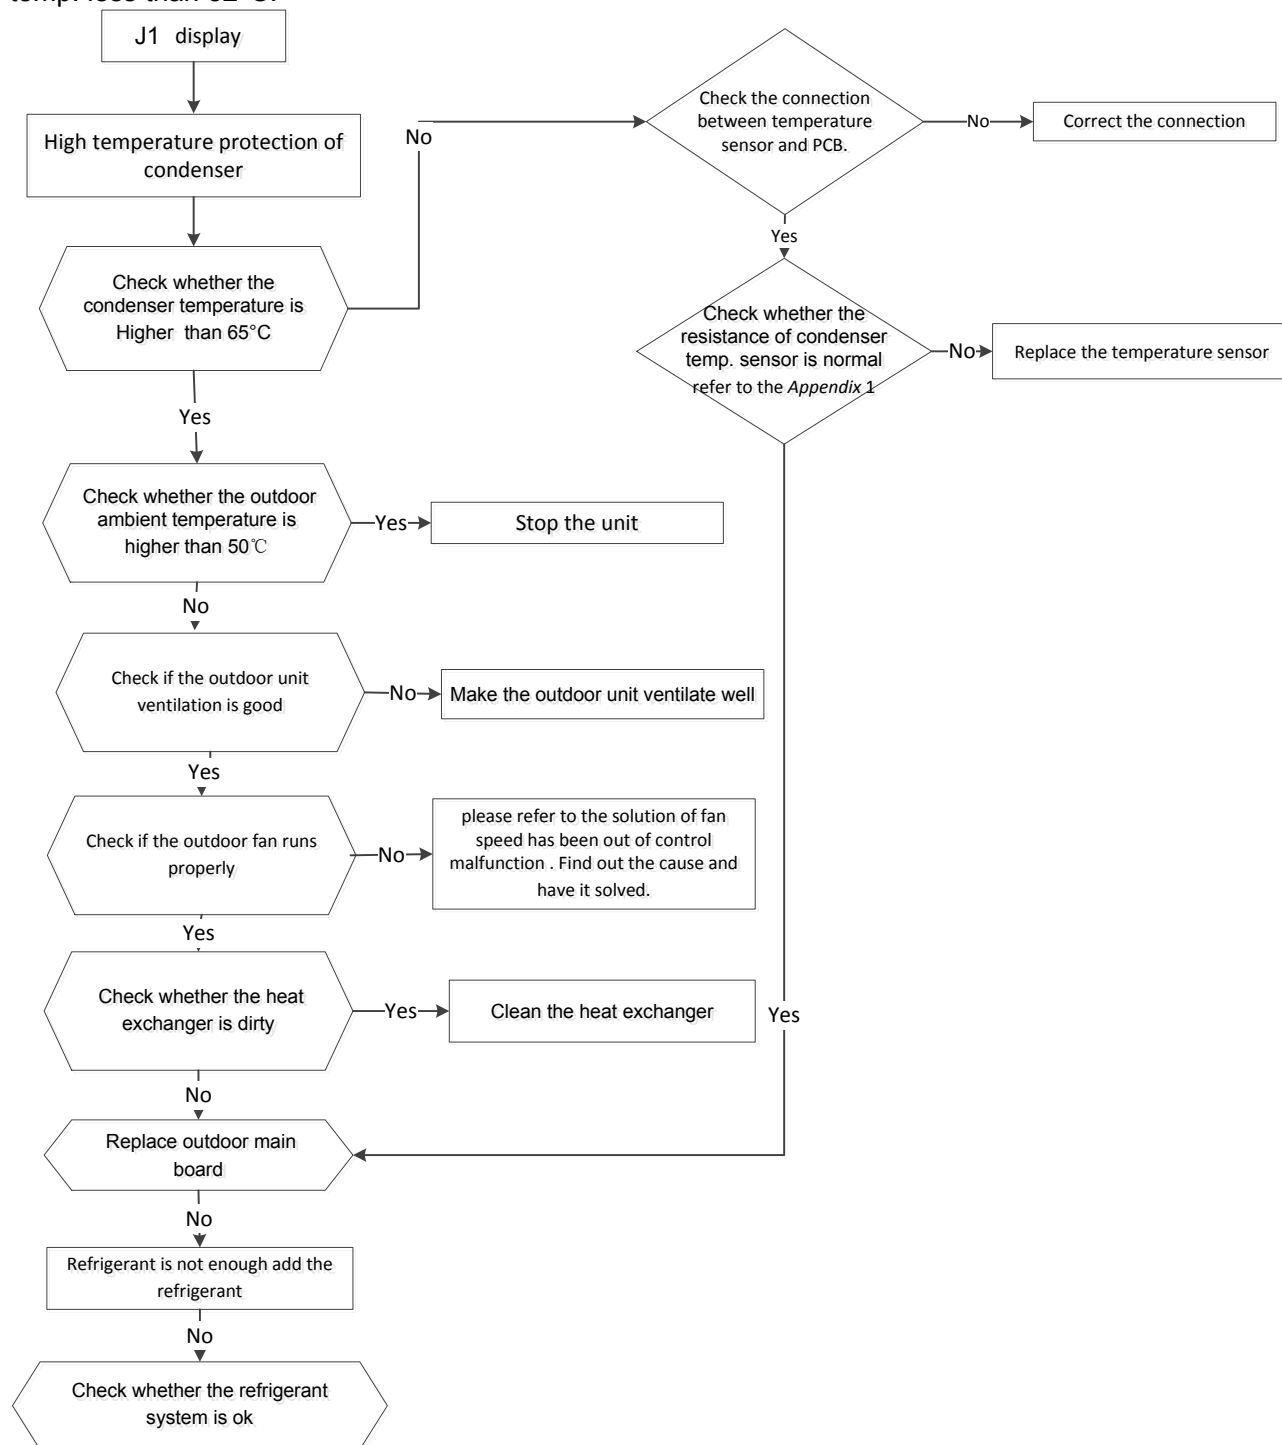 J1 display
High temperature protection of
condenser
No
Check the connection
between temperature
sensor and PCB.
No
Correct the connection
Yes
Check whether the
condenser temperature is
Higher than 65°C
Check whether the
resistance of condenser
temp. sensor is normal
refer to the Appendix 1
No
Replace the temperature sensor
Yes
Check whether the outdoor
ambient temperature is
higher than 50℃
Yes
Stop the unit
No
Check if the outdoor unit
ventilation is good
No
Make the outdoor unit ventilate well
Yes
Check if the outdoor fan runs
properly
No
please refer to the solution of fan
speed has been out of control
malfunction . Find out the cause and
have it solved.
Yes
Check whether the heat
exchanger is dirty
Yes
Clean the heat exchanger
Yes
No
Replace outdoor main
board
No
Refrigerant is not enough add the
refrigerant
No
Check whether the refrigerant
system is ok